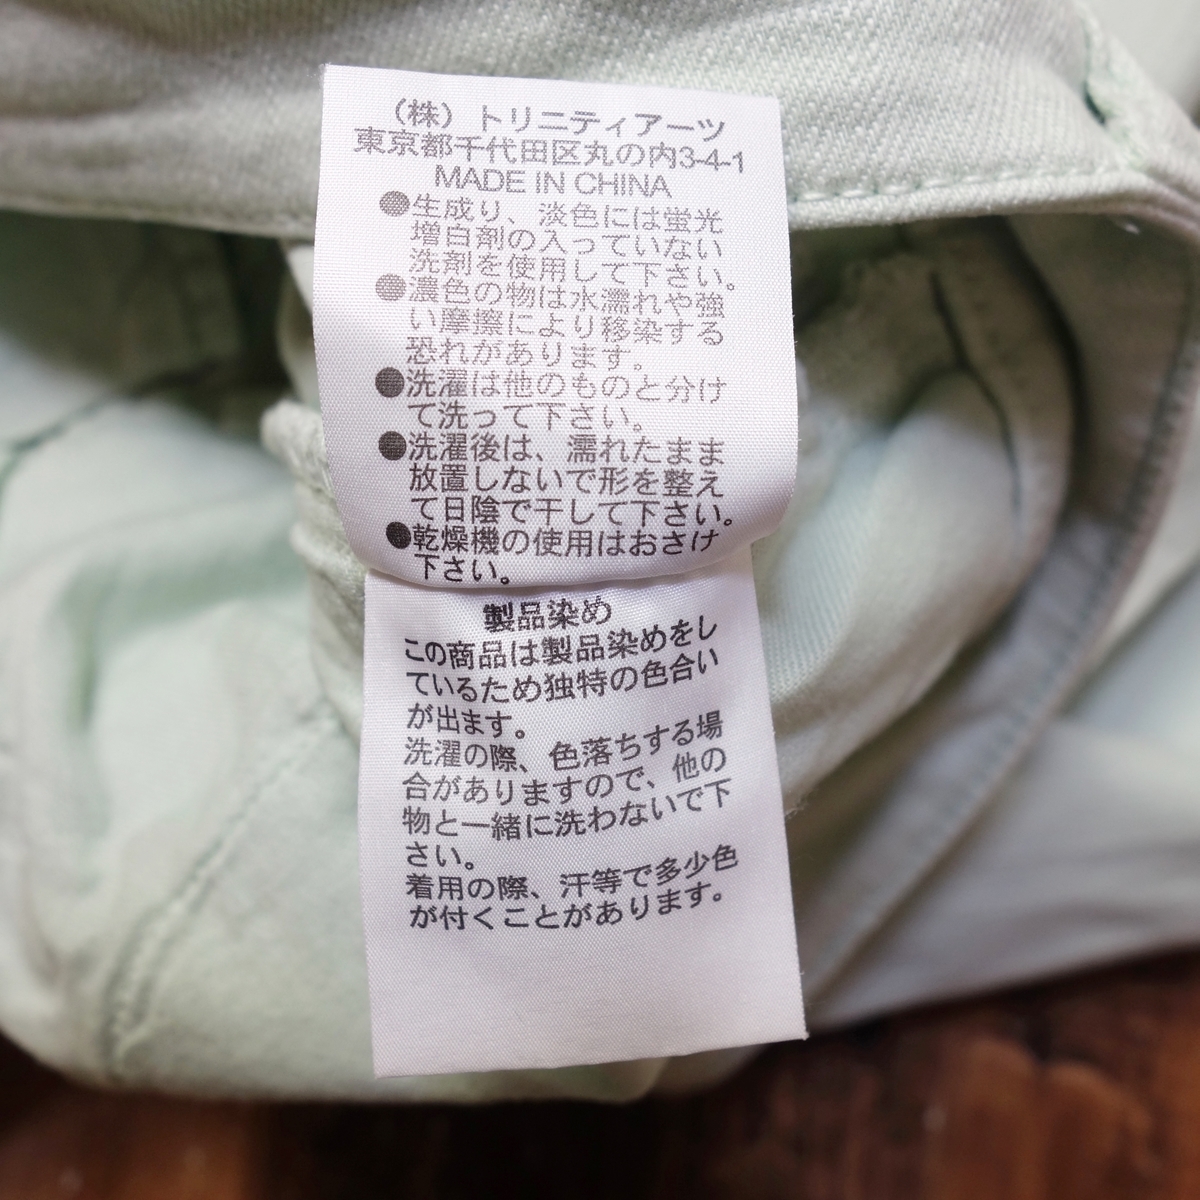 （株）トリニティアーツ
東京都千代田区丸の内3-4-1
MADE IN CHINA
●生成り、淡色には蛍光
増白剤の入っていない
洗剤を使用して下さい。
●濃色の物は水濡れや強
い摩擦により移染する
恐れがあります。
●洗濯は他のものと分け
て洗って下さい。
●洗濯後は、濡れたまま
放置しないで形を整え
て日陰で干して下さい。
●乾燥機の使用はおさけ
下さい。
製品染め
この商品は製品染めをし
ているため独特の色合い
が出ます。
洗濯の際、色落ちする場
合がありますので、他の
物と一緒に洗わないで下
さい。
着用の際、汗等で多少色
が付くことがあります。